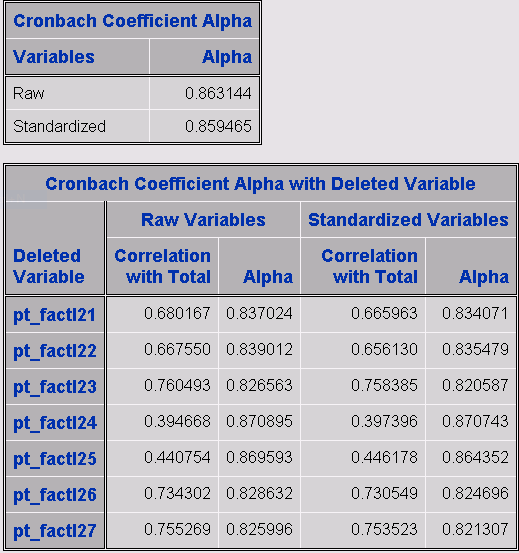 Cronbach Coefficient Alpha
Variables Alpha
Raw 0.863144
Standardized 0.859465
Cronbach Coefficient Alpha with Deleted Variable
Raw Variables Standardized Variables
Deleted Variable Correlation with Total Alpha Correlation with Total Alpha
pt_factl21 0.680167 0.837024 0.665963 0.834071
pt_factl22 0.667550 0.839012 0.656130 0.835479
pt_factl23 0.760493 0.826563 0.758385 0.820587
pt_factl24 0.394668 0.870895 0.397396 0.870743
pt_factl25 0.440754 0.869593 0.446178 0.864352
pt_factl26 0.734302 0.828632 0.730549 0.824696
pt_factl27 0.755269 0.825996 0.753523 0.821307